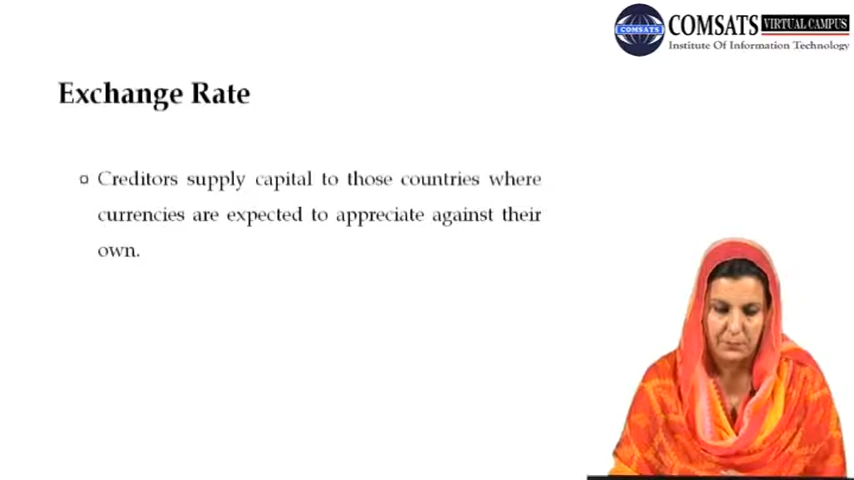 COMSATS VIRTUAL CAMPUS
COMSATS
Institute Of Information Technology
Exchange Rate
Creditors supply capital to those countries where
currencies are expected to appreciate against their
own.